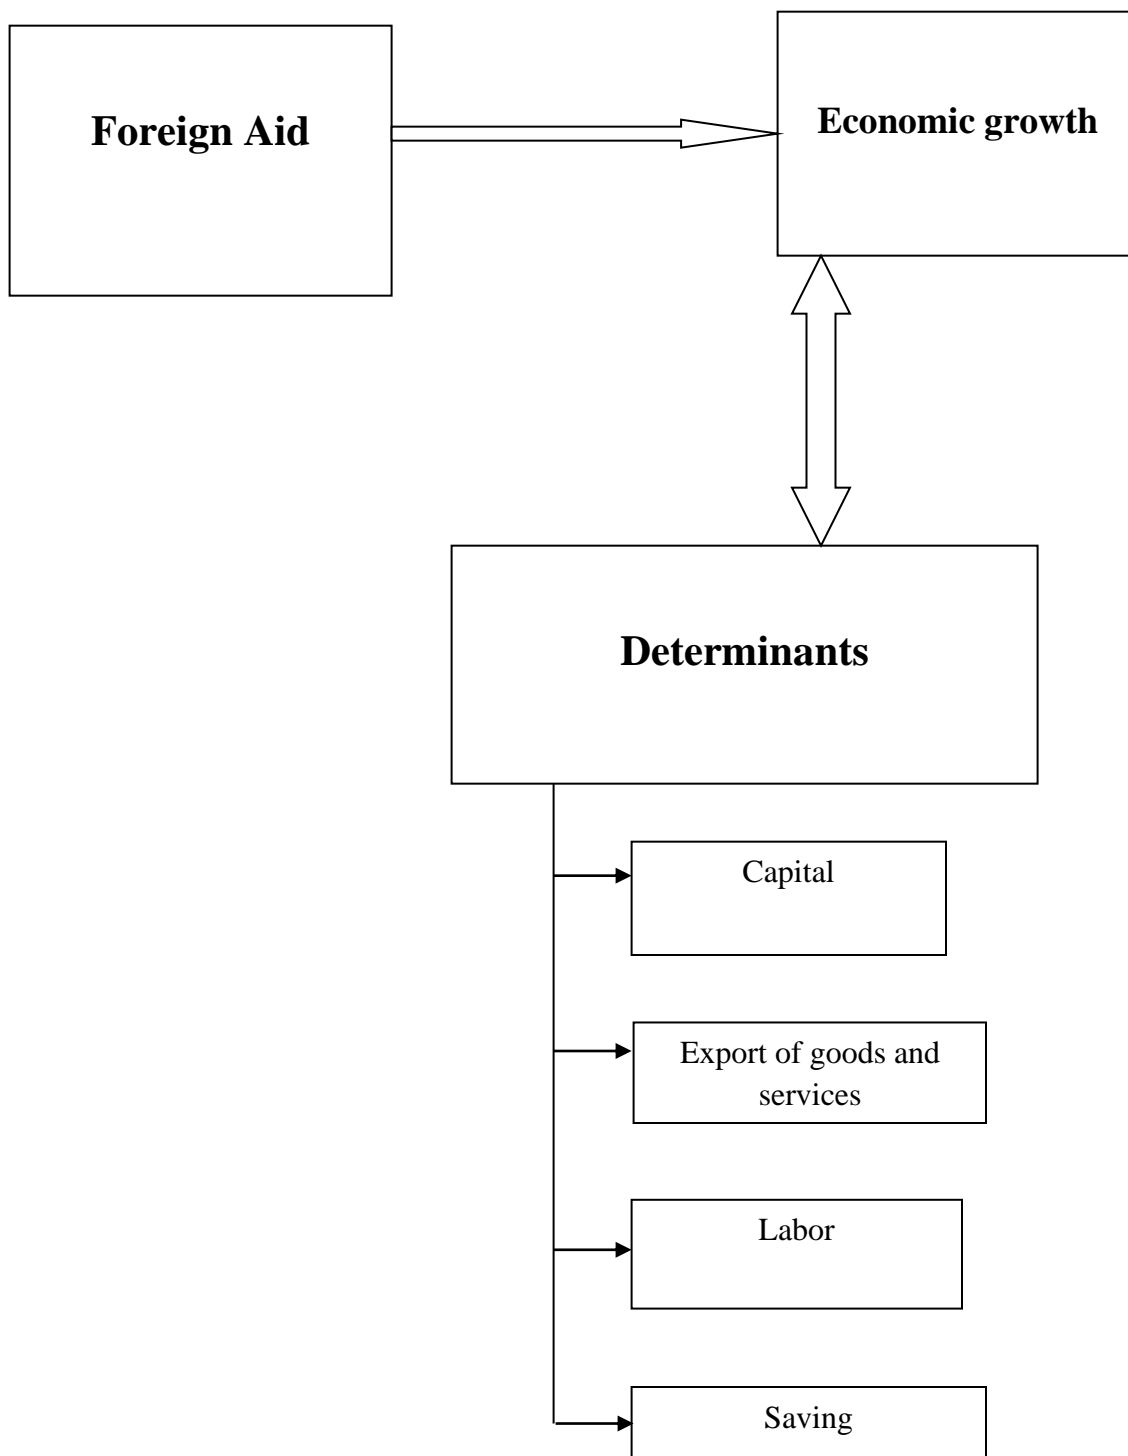 Foreign Aid
Economic growth
Determinants
Capital
Export of goods and
services
Labor
Saving